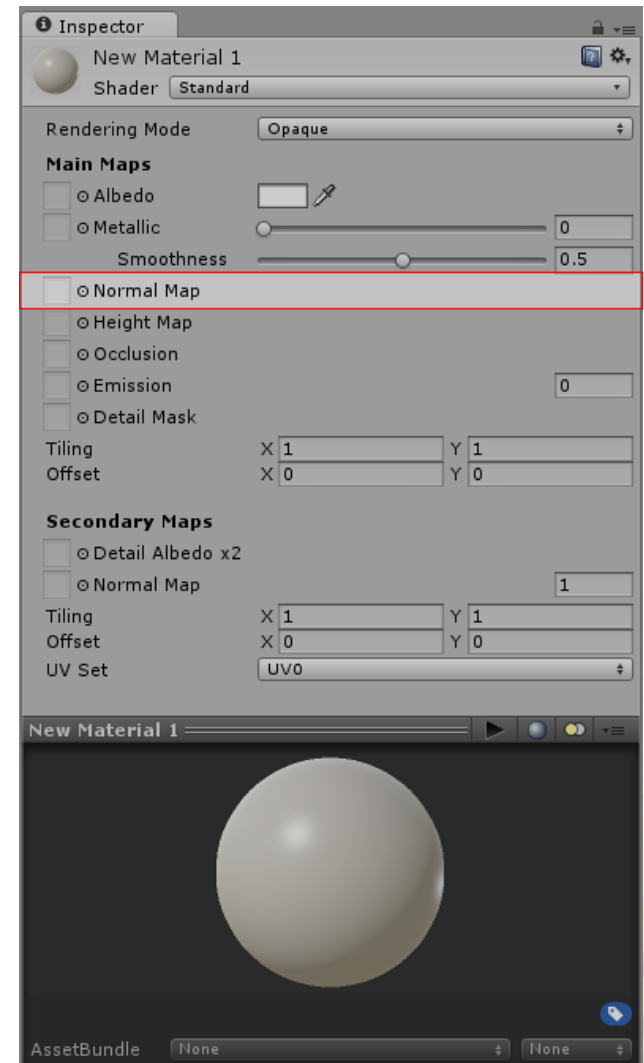 Inspector
New Material 1
Shader Standard
Rendering Mode Opaque
Main Maps
Albedo
Metallic 0
Smoothness 0.5
Normal Map
Height Map
Occlusion
Emission 0
Detail Mask
Tiling X 1 Y 1
Offset X 0 Y 0
Secondary Maps
Detail Albedo x2
Normal Map 1
Tiling X 1 Y 1
Offset X 0 Y 0
UV Set UV0
New Material 1
AssetBundle None None